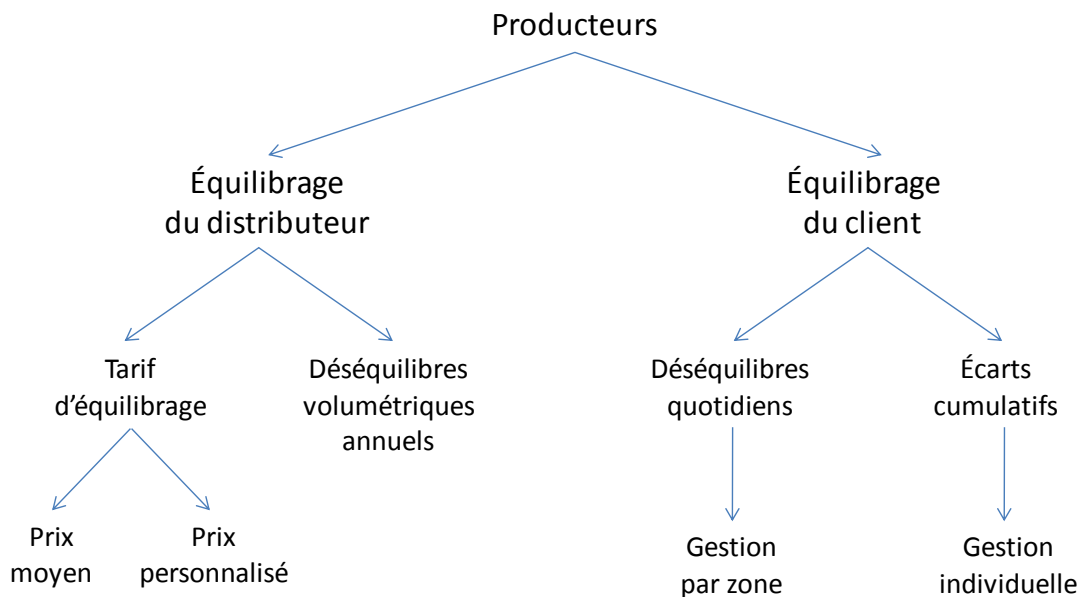 Producteurs
Équilibrage
du distributeur
Équilibrage
du client
Tarif
d'équilibrage
Déséquilibres
volumétriques
annuels
Déséquilibres
quotidiens
Écarts
cumulatifs
Prix
moyen
Prix
personnalisé
Gestion
par zone
Gestion
individuelle